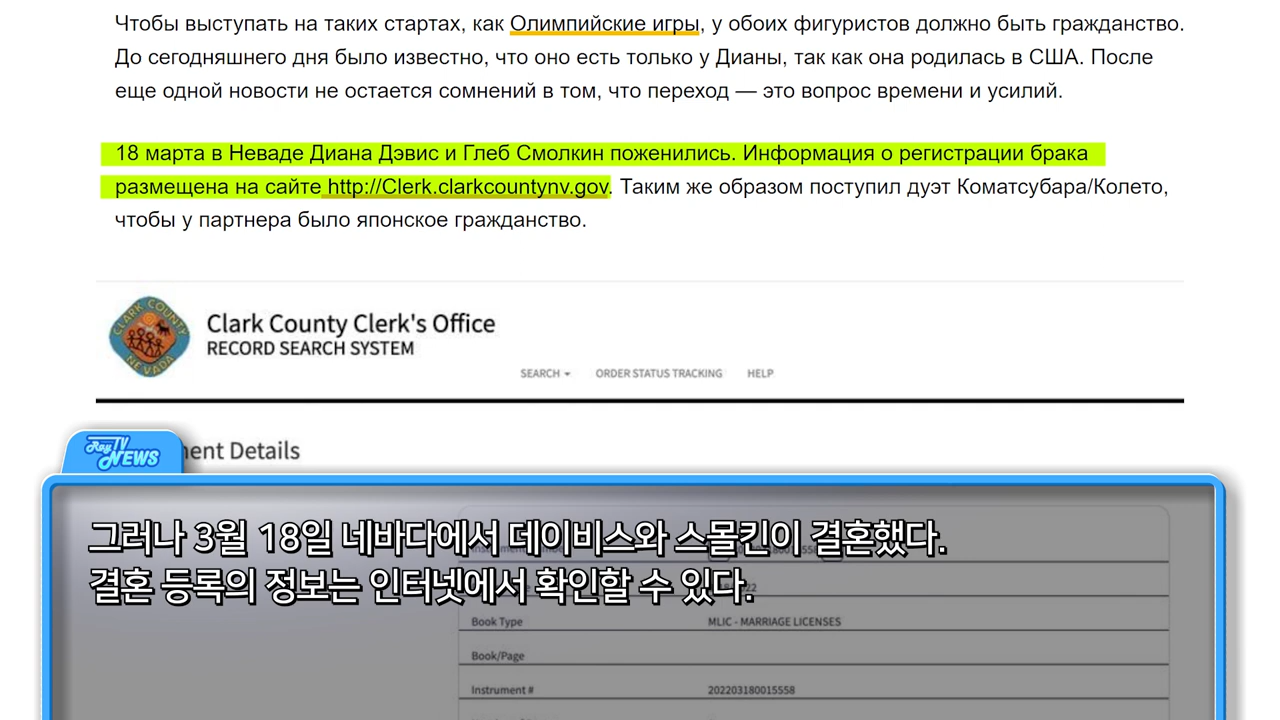 Чтобы выступать на таких стартах, как Олимпийские игры, у обоих фигуристов должно быть гражданство.
До сегодняшнего дня было известно, что оно есть только у Дианы, так как она родилась в США. После
еще одной новости не остается сомнений в том, что переход — это вопрос времени и усилий.
18 марта в Неваде Диана Дэвис и Глеб Смолкин поженились. Информация о регистрации брака
размещена на сайте http://Clerk.clarkcountynv.gov. Таким же образом поступил дуэт Коматсубара/Колето,
чтобы у партнера было японское гражданство.
CLARK COUNTY
NEVADA
Clark County Clerk's Office
RECORD SEARCH SYSTEM
SEARCH ORDER STATUS TRACKING HELP
Details
Ray TV
NEWS
그러나 3월 18일 네바다에서 데이비스와 스몰킨이 결혼했다.
결혼 등록의 정보는 인터넷에서 확인할 수 있다.
Book Type MLIC - MARRIAGE LICENSES
Book/Page
Instrument # 202203180015558